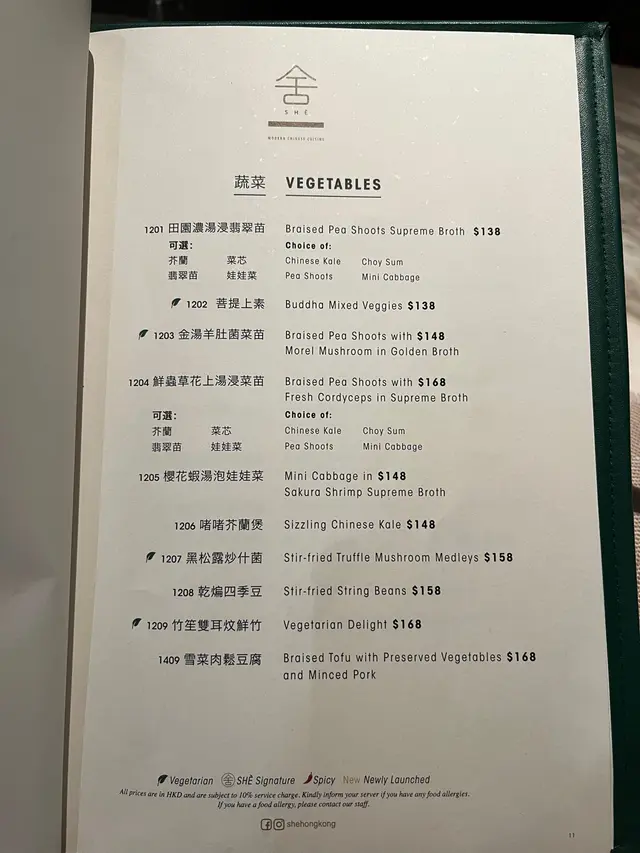 舍
SHÈ
MODERN CHINESE CUISINE
蔬菜 VEGETABLES
1201 田園濃湯浸翡翠苗 Braised Pea Shoots Supreme Broth $138
可選： Choice of:
芥蘭 菜芯 Chinese Kale Choy Sum
翡翠苗 娃娃菜 Pea Shoots Mini Cabbage
1202 菩提上素 Buddha Mixed Veggies $138
1203 金湯羊肚菌菜苗 Braised Pea Shoots with $148
Morel Mushroom in Golden Broth
1204 鮮蟲草花上湯浸菜苗 Braised Pea Shoots with $168
Fresh Cordyceps in Supreme Broth
可選： Choice of:
芥蘭 菜芯 Chinese Kale Choy Sum
翡翠苗 娃娃菜 Pea Shoots Mini Cabbage
1205 櫻花蝦湯泡娃娃菜 Mini Cabbage in $148
Sakura Shrimp Supreme Broth
1206 啫啫芥蘭煲 Sizzling Chinese Kale $148
1207 黑松露炒什菌 Stir-fried Truffle Mushroom Medleys $158
1208 乾煸四季豆 Stir-fried String Beans $158
1209 竹笙雙耳炆鮮竹 Vegetarian Delight $168
1409 雪菜肉鬆豆腐 Braised Tofu with Preserved Vegetables $168
and Minced Pork
Vegetarian 舍 SHÈ Signature Spicy New Newly Launched
All prices are in HKD and are subject to 10% service charge. Kindly inform your server if you have any food allergies.
If you have a food allergy, please contact our staff.
shehongkong
11